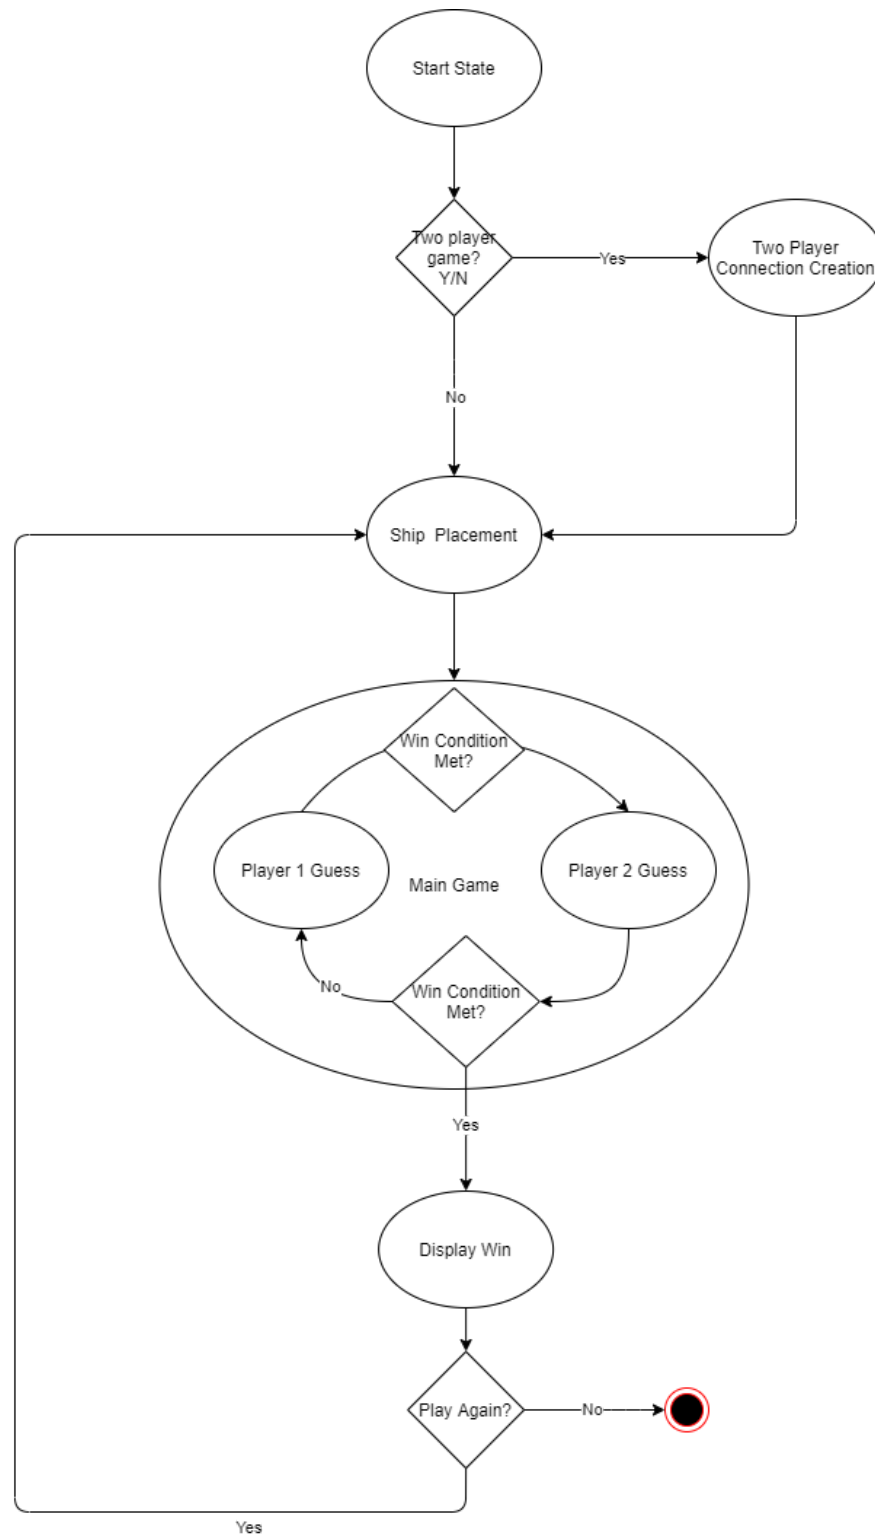 Start State
Two player
game?
Y/N
Yes
Two Player
Connection Creation
No
Ship  Placement
Win Condition
Met?
Player 1 Guess
Main Game
Player 2 Guess
No
Win Condition
Met?
Yes
Display Win
Play Again?
No
Yes